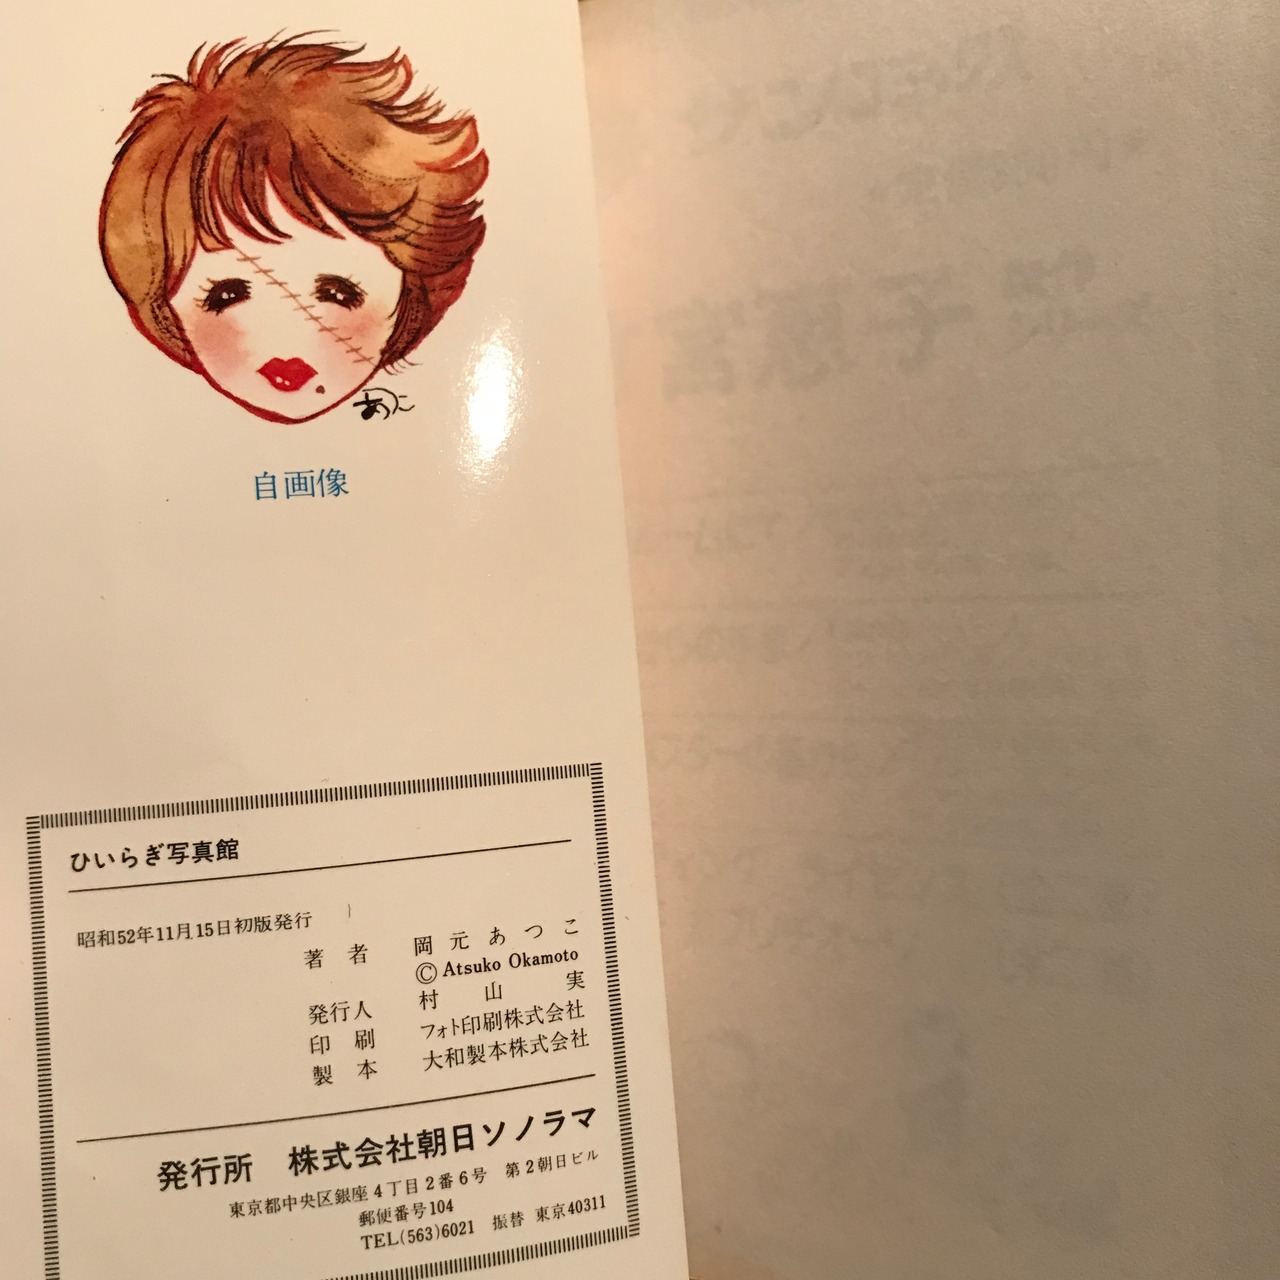 あつこ
自画像
ひいらぎ写真館
昭和52年11月15日初版発行
著 者 岡元あつこ
Ⓒ Atsuko Okamoto
発行人 村山実
印 刷 フォト印刷株式会社
製 本 大和製本株式会社
発行所 株式会社朝日ソノラマ
東京都中央区銀座4丁目2番6号 第2朝日ビル
郵便番号104
TEL(563)6021 振替 東京40311